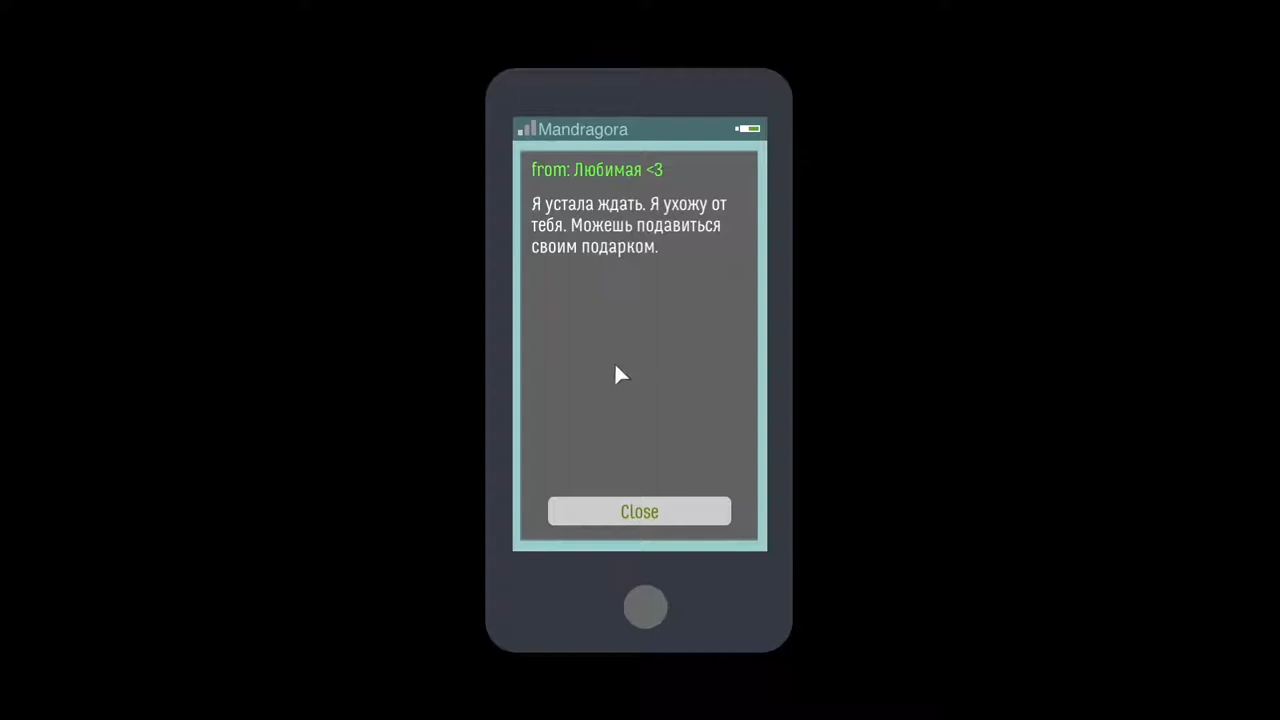 Mandragora
from: Любимая <3
Я устала ждать. Я ухожу от
тебя. Можешь подавиться
своим подарком.
Close